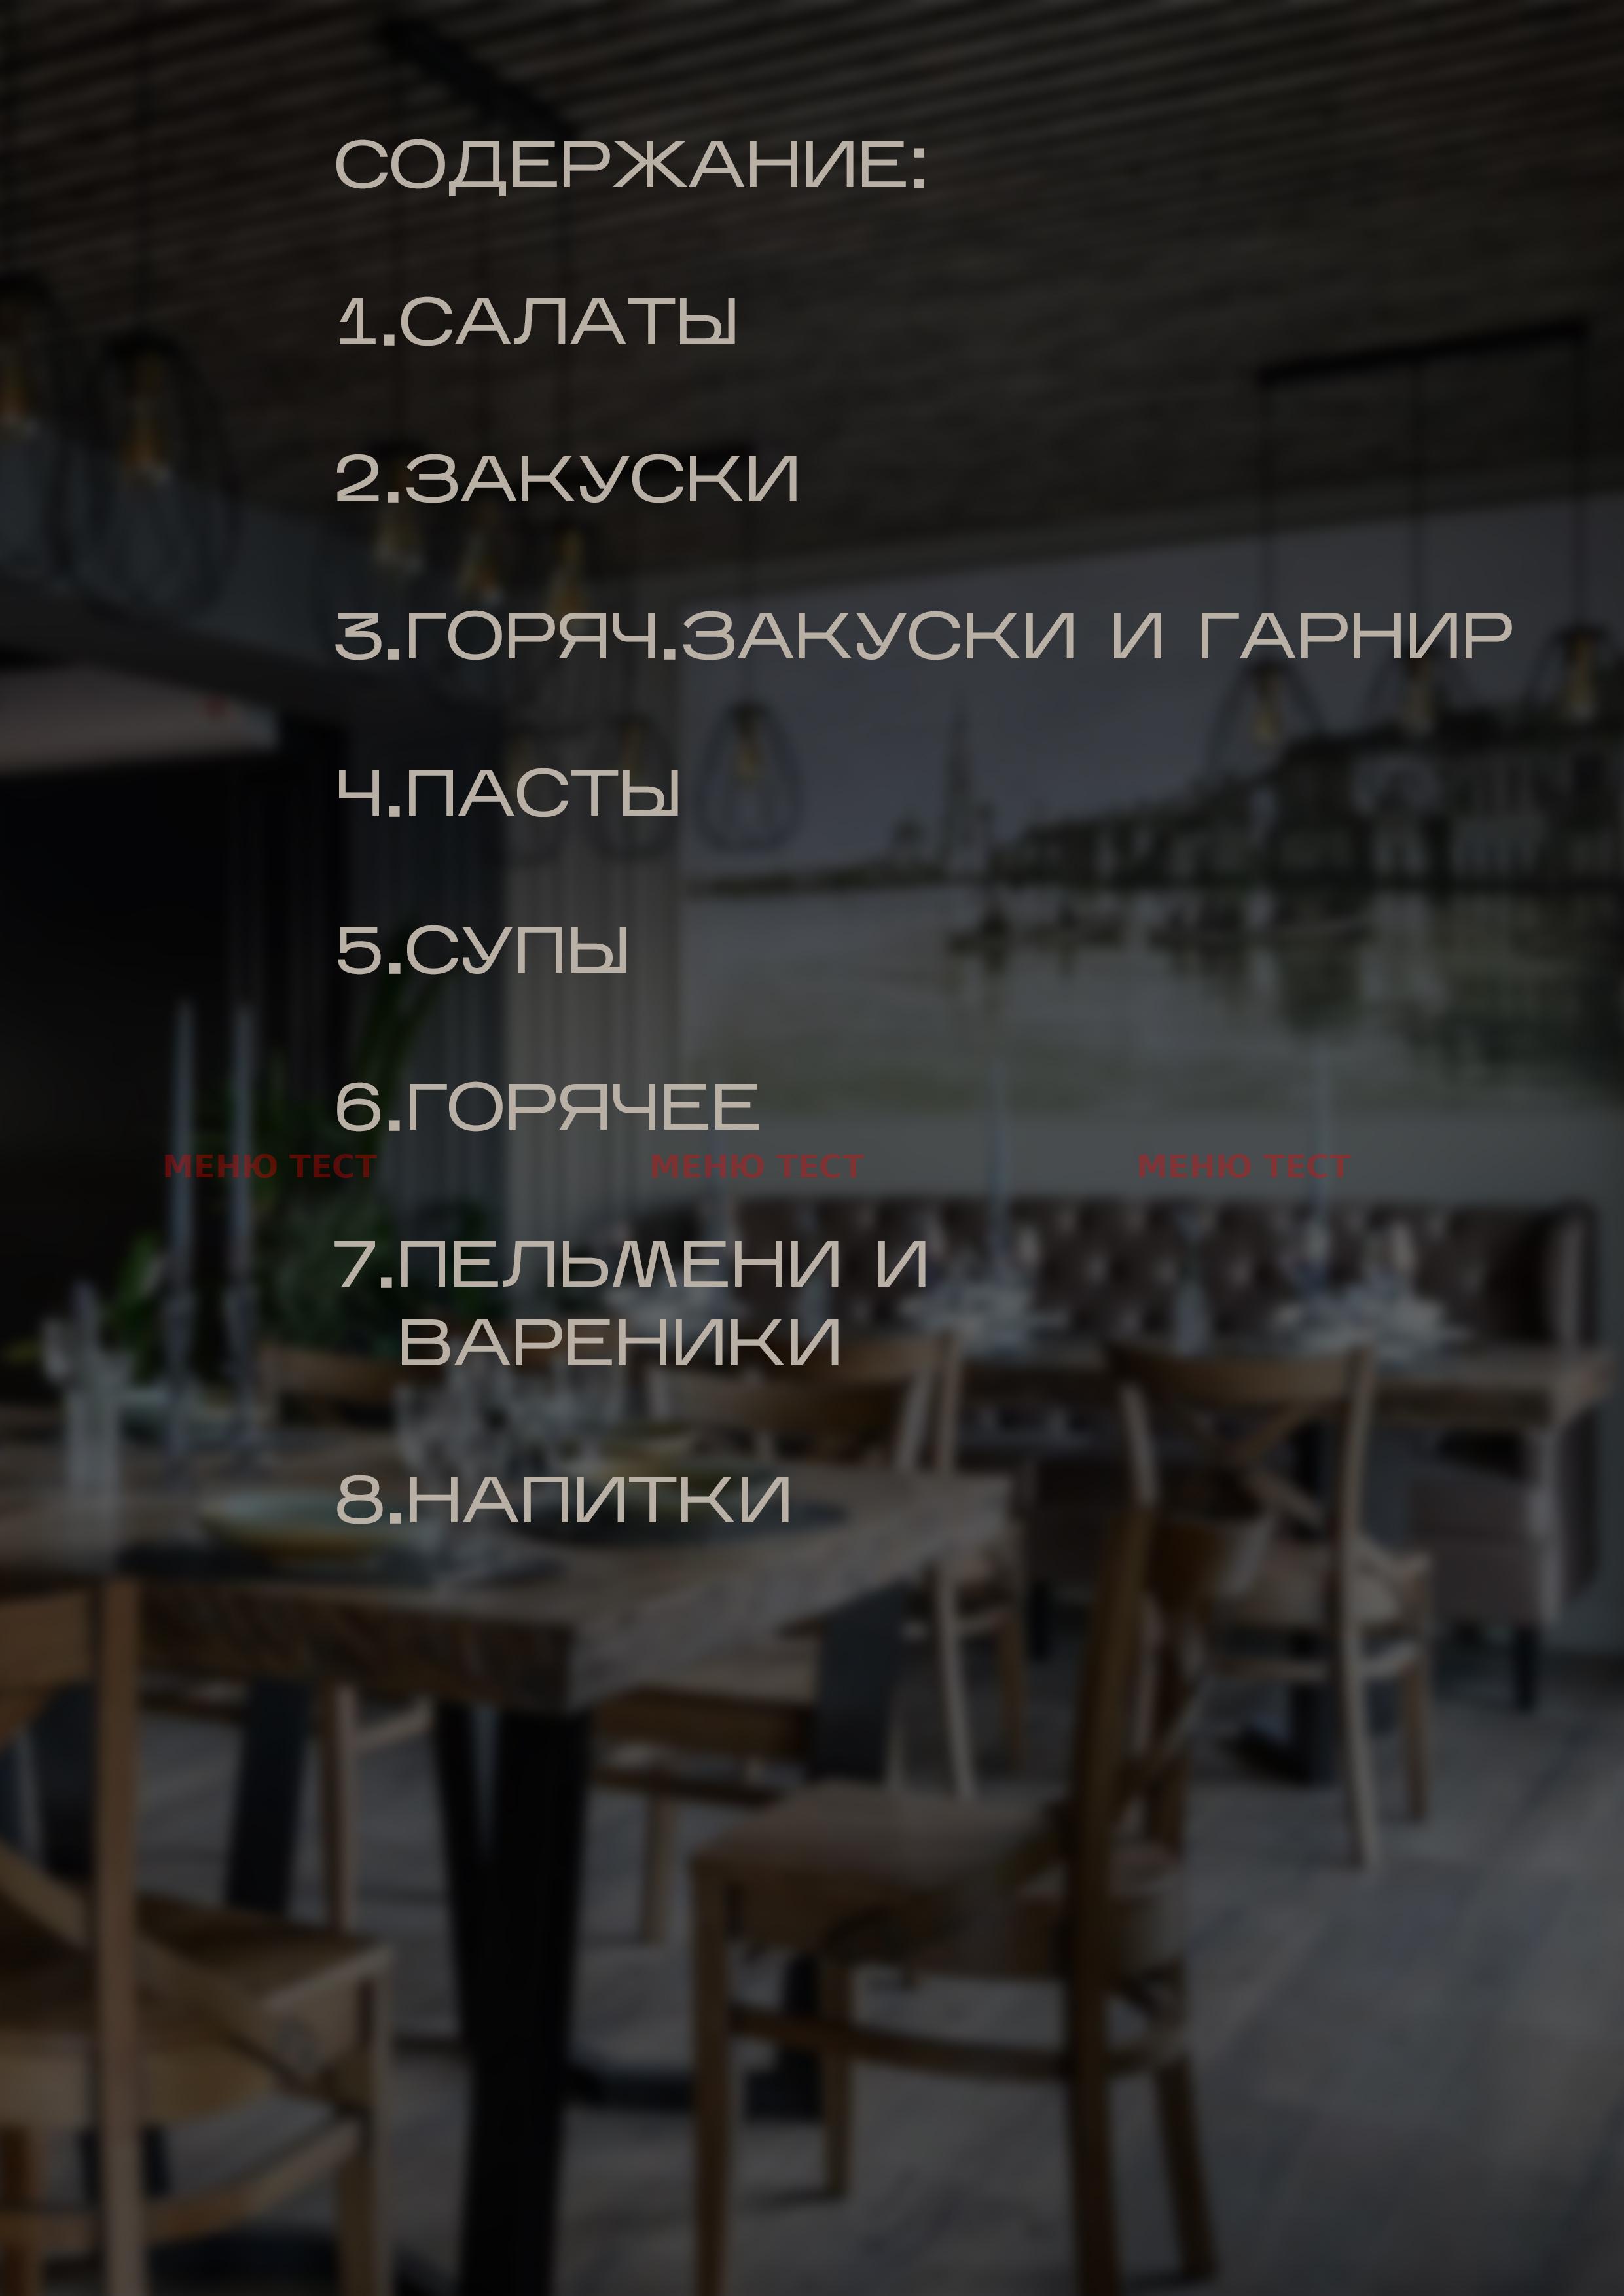 СОДЕРЖАНИЕ:
1.САЛАТЫ
2.ЗАКУСКИ
3.ГОРЯЧ.ЗАКУСКИ И ГАРНИР
4.ПАСТЫ
5.СУПЫ
6.ГОРЯЧЕЕ
МЕНЮ ТЕСТ МЕНЮ ТЕСТ МЕНЮ ТЕСТ
7.ПЕЛЬМЕНИ И
ВАРЕНИКИ
8.НАПИТКИ